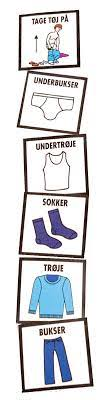 TAGE TØJ PÅ
UNDERBUKSER
UNDERTRØJE
SOKKER
TRØJE
BUKSER